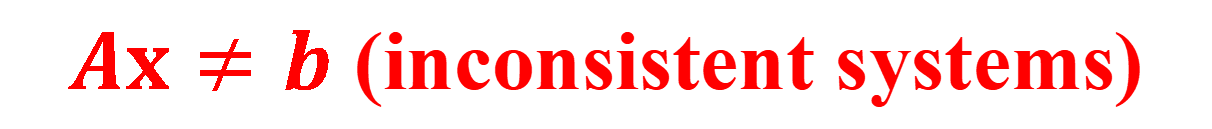 Ax ≠ b (inconsistent systems)